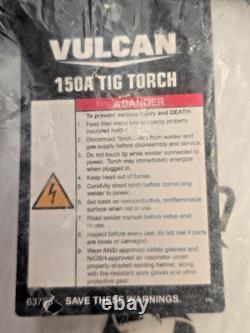 VULCAN
150A TIG TORCH
DANGER
To prevent serious injury and DEATH:
1. Feed filler metal into arc using properly
insulated holder.
2. Disconnect Torch Cables from welder and
gas supply before disassembly and service.
3. Do not touch tip while welder connected to
power. Torch may immediately energize
when plugged in.
4. Keep head out of fumes.
5. Carefully direct torch before connecting
welder to power.
6. Set torch on nonconductive, nonflammable
surface when not in use.
7. Read welder manual before setup and/
or use.
8. Inspect before every use; do not use if parts
are loose or damaged.
9. Wear ANSI-approved safety glasses and
NIOSH-approved air respirator under
properly-shaded welding helmet, along
with fire-resistant work gloves and other
protective gear.
SAVE THESE WARNINGS.